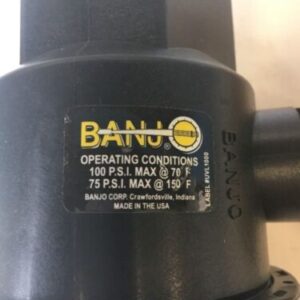 BANJO®
OPERATING CONDITIONS
100 P.S.I. MAX @ 70 F
75 P.S.I. MAX @ 150 F
BANJO CORP. Crawfordsville, Indiana
MADE IN THE USA
LABEL #UVL1000
BANJO